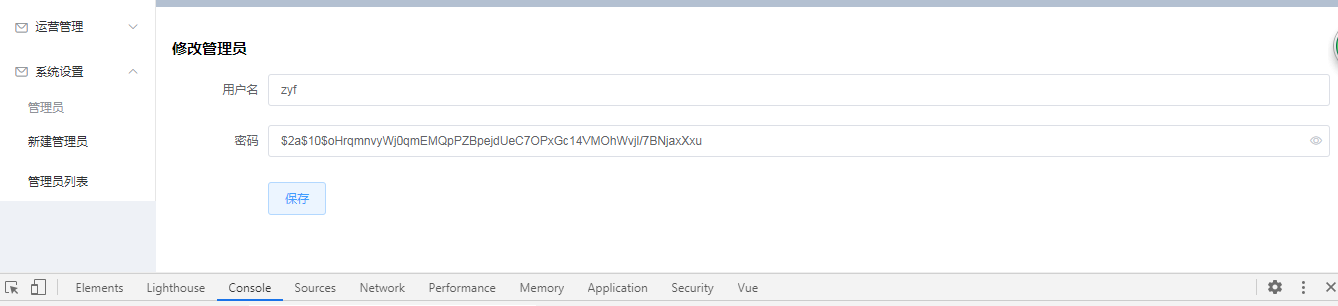 运营管理
系统设置
管理员
新建管理员
管理员列表
修改管理员
用户名 zyf
密码 $2a$10$oHrqmnvyWj0qmEMQpPZBpejdUeC7OPxGc14VMOhWvjI/7BNjaxXxu
保存
Elements Lighthouse Console Sources Network Performance Memory Application Security Vue